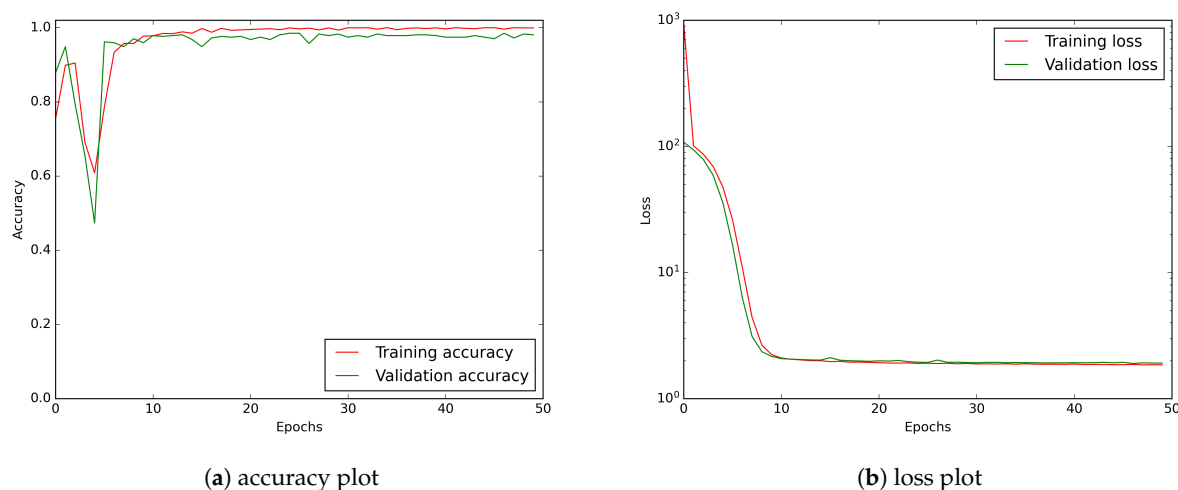 1.0
0.8
0.6
0.4
0.2
0.0
Accuracy
0 10 20 30 40 50
Epochs
Training accuracy
Validation accuracy
(a) accuracy plot
10³
10²
10¹
10⁰
Loss
0 10 20 30 40 50
Epochs
Training loss
Validation loss
(b) loss plot